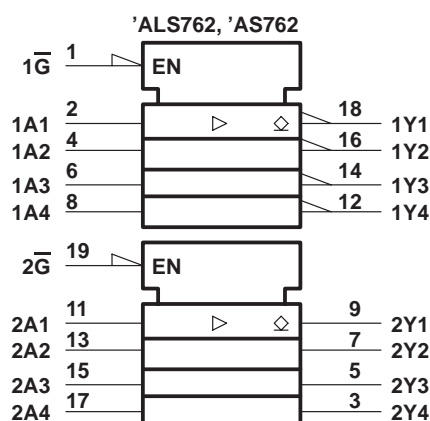 ’ALS762, ’AS762
1G̅ 1 EN
1A1 2 18 1Y1
1A2 4 16 1Y2
1A3 6 14 1Y3
1A4 8 12 1Y4
2G̅ 19 EN
2A1 11 9 2Y1
2A2 13 7 2Y2
2A3 15 5 2Y3
2A4 17 3 2Y4